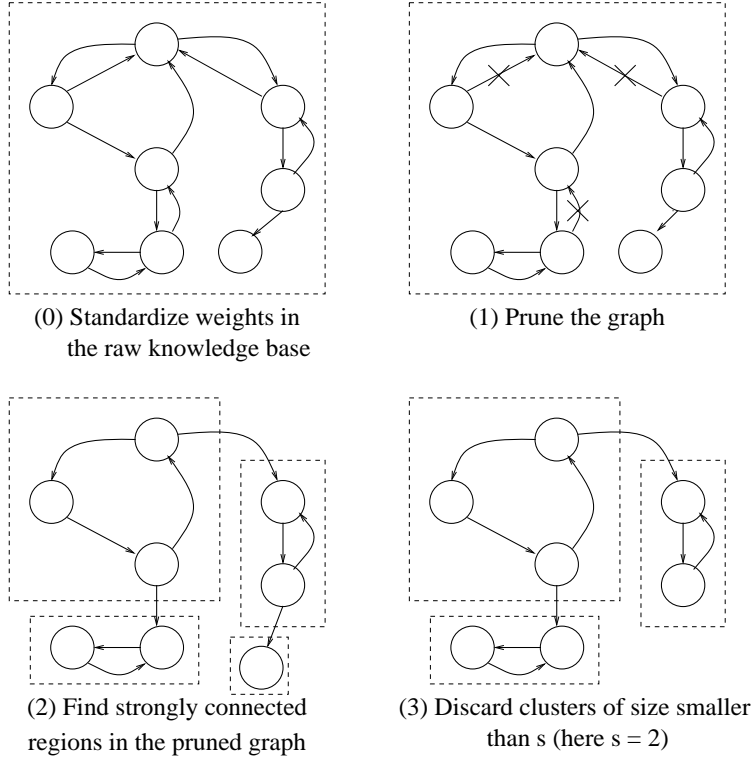 (0) Standardize weights in
the raw knowledge base
(1) Prune the graph
(2) Find strongly connected
regions in the pruned graph
(3) Discard clusters of size smaller
than s (here s = 2)